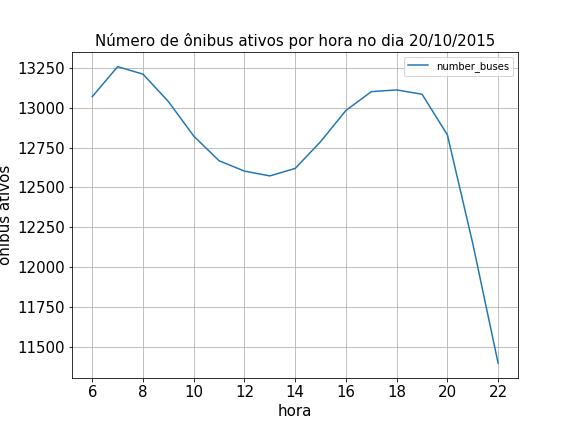 Número de ônibus ativos por hora no dia 20/10/2015
number_buses
13250
13000
12750
12500
12250
12000
11750
11500
ônibus ativos
6 8 10 12 14 16 18 20 22
hora